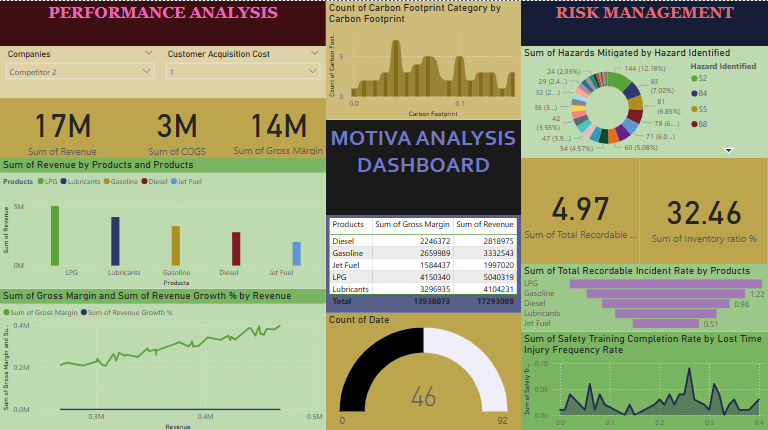 PERFORMANCE ANALYSIS
Companies
Competitor 2
Customer Acquisition Cost
1
17M
Sum of Revenue
3M
Sum of COGS
14M
Sum of Gross Margin
Sum of Revenue by Products and Products
Products LPG Lubricants Gasoline Diesel Jet Fuel
Sum of Revenue
5M
0M
LPG Lubricants Gasoline Diesel Jet Fuel
Products
Sum of Gross Margin and Sum of Revenue Growth % by Revenue
Sum of Gross Margin Sum of Revenue Growth %
Sum of Gross Margin and Su...
0.4M
0.2M
0.0M
0.3M 0.4M 0.5M
Revenue
Count of Carbon Footprint Category by
Carbon Footprint
Count of Carbon Foot...
5
0
0.0 0.1
Carbon Footprint
MOTIVA ANALYSIS
DASHBOARD
Products Sum of Gross Margin Sum of Revenue
Diesel 2246372 2818975
Gasoline 2659989 3332543
Jet Fuel 1584437 1997020
LPG 4150340 5040319
Lubricants 3296935 4104231
Total 13938073 17293088
Count of Date
46
0 92
RISK MANAGEMENT
Sum of Hazards Mitigated by Hazard Identified
144 (12.18%)
83
(7.02%)
81
(6.85%)
78 (6....)
71 (6.0...)
60 (5.08%)
54 (4.57%)
47 (3.9...)
42
(3.55%)
36 (3...)
32 (2...)
29 (2.4...)
24 (2.03%)
Hazard Identified
52
84
55
88
4.97
Sum of Total Recordable ...
32.46
Sum of Inventory ratio %
Sum of Total Recordable Incident Rate by Products
LPG
Gasoline 1.22
Diesel 0.98
Lubricants
Jet Fuel 0.51
Sum of Safety Training Completion Rate by Lost Time
Injury Frequency Rate
Sum of Safety Tr...
0.10
0.05
0.00
0.0 0.1 0.2 0.3 0.4